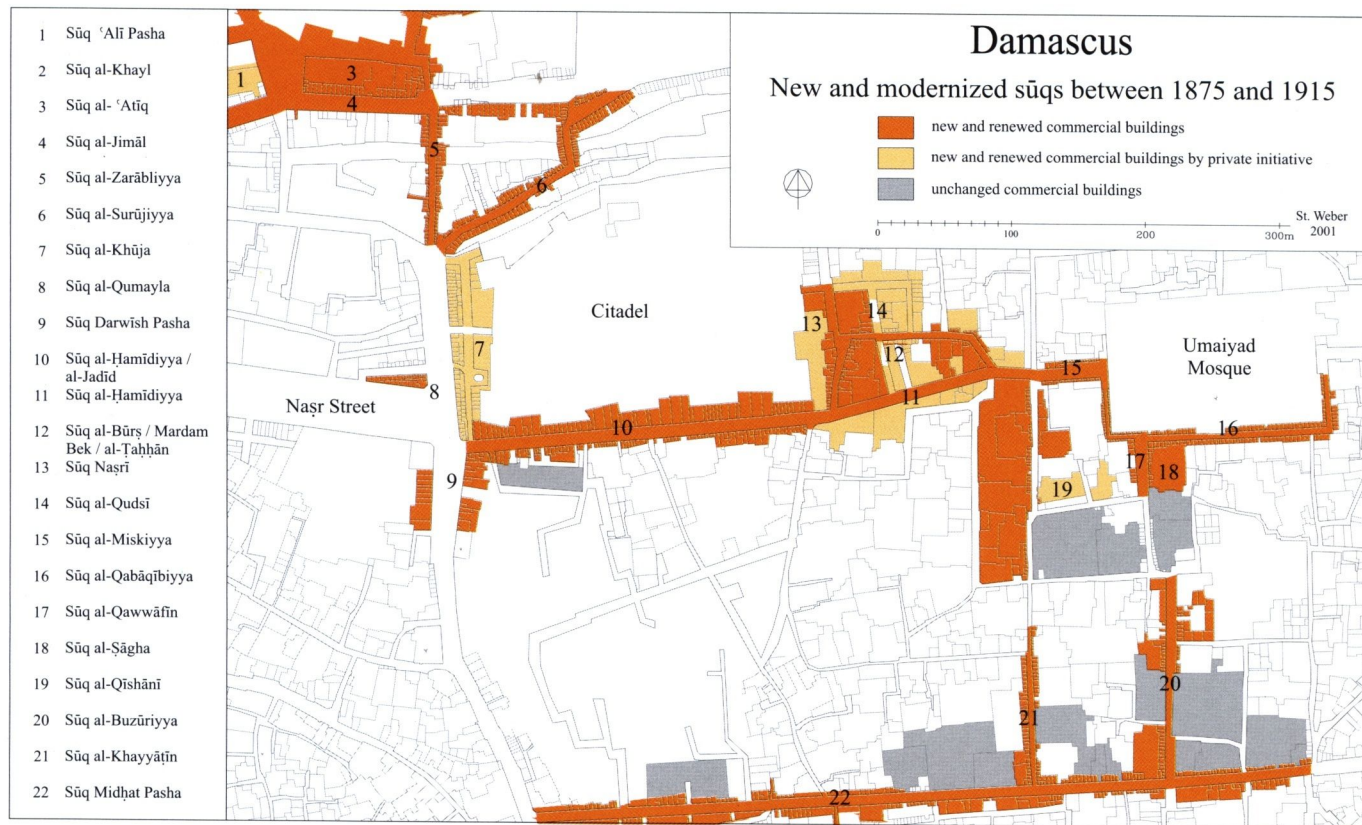 1 Sūq ʿAlī Pasha
2 Sūq al-Khayl
3 Sūq al- ʿAtīq
4 Sūq al-Jimāl
5 Sūq al-Zarābliyya
6 Sūq al-Surūjiyya
7 Sūq al-Khūja
8 Sūq al-Qumayla
9 Sūq Darwīsh Pasha
10 Sūq al-Ḥamīdiyya /
al-Jadīd
11 Sūq al-Ḥamīdiyya
12 Sūq al-Būrṣ / Mardam
Bek / al-Ṭaḥḥān
13 Sūq Naṣrī
14 Sūq al-Qudsī
15 Sūq al-Miskiyya
16 Sūq al-Qabāqībiyya
17 Sūq al-Qawwāfīn
18 Sūq al-Ṣāgha
19 Sūq al-Qīshānī
20 Sūq al-Buzūriyya
21 Sūq al-Khayyāṭīn
22 Sūq Midḥat Pasha
Damascus
New and modernized sūqs between 1875 and 1915
new and renewed commercial buildings
new and renewed commercial buildings by private initiative
unchanged commercial buildings
St. Weber
2001
0 100 200 300m
1
3
4
5
6
Citadel
7
8
Naṣr Street
9
10
11
12
13
14
15
Umaiyad
Mosque
16
17
18
19
20
21
22